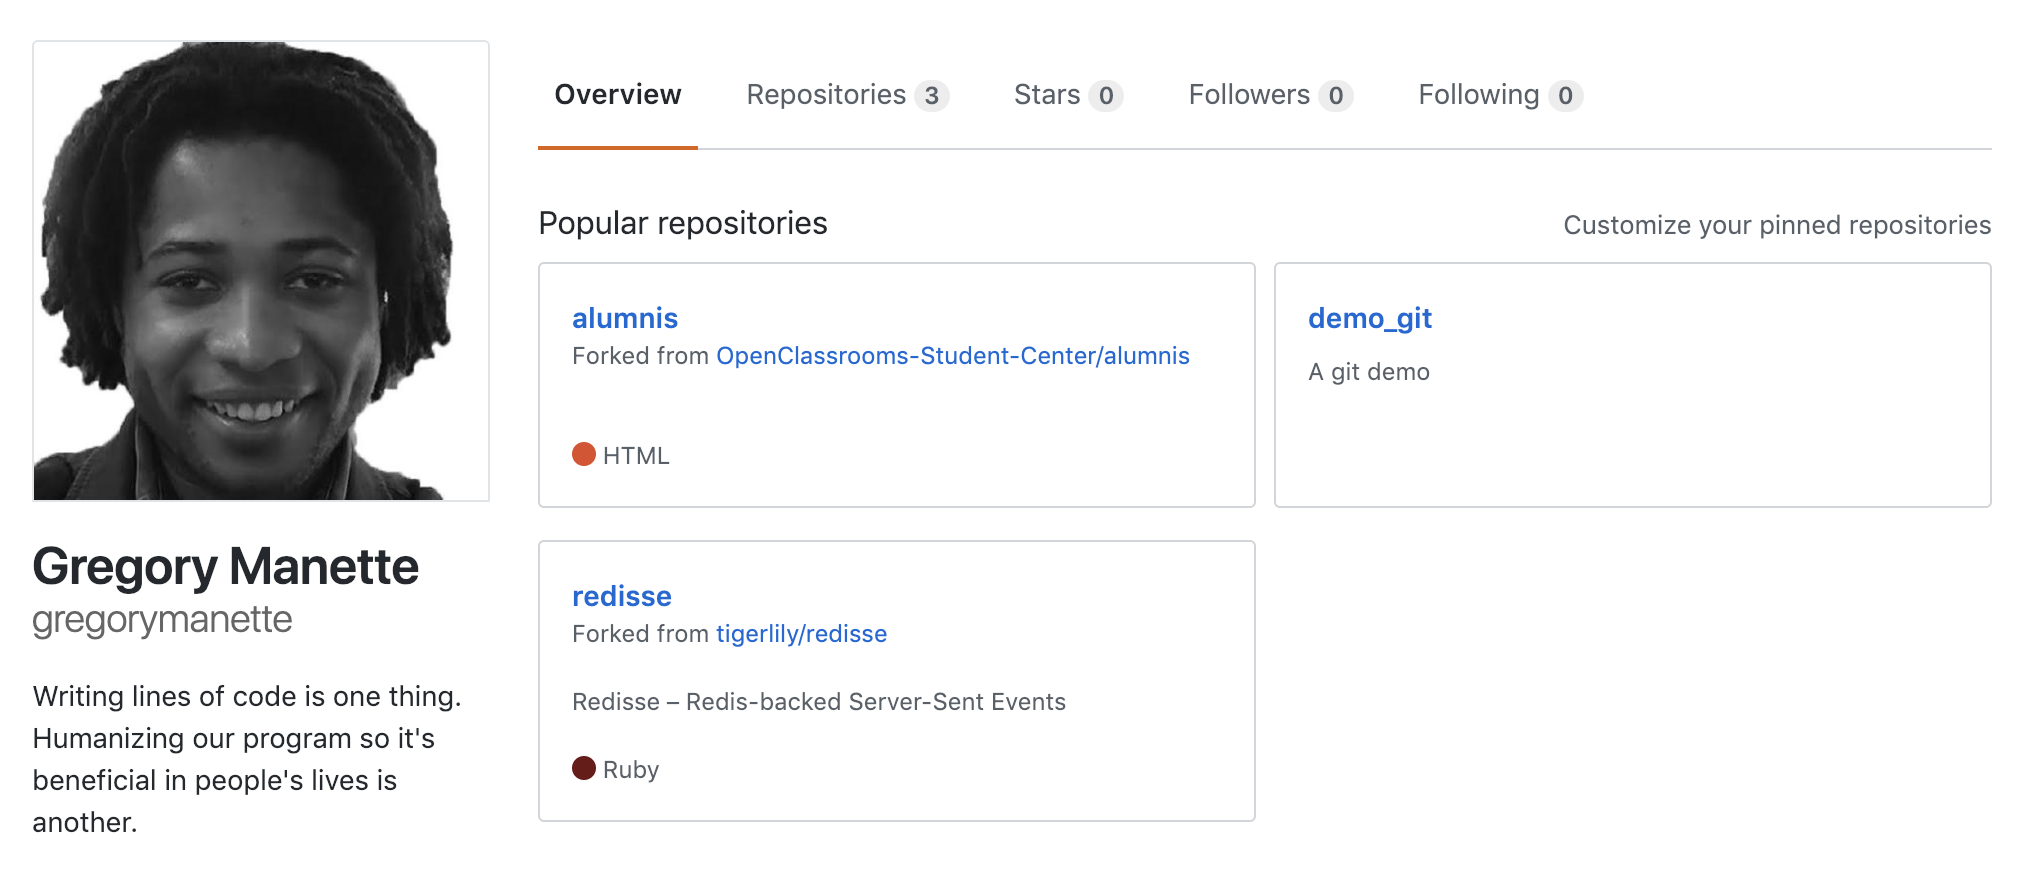 Overview
Repositories 3
Stars 0
Followers 0
Following 0
Popular repositories
Customize your pinned repositories
alumnis
Forked from OpenClassrooms-Student-Center/alumnis
HTML
demo_git
A git demo
redisse
Forked from tigerlily/redisse
Redisse – Redis-backed Server-Sent Events
Ruby
Gregory Manette
gregorymanette
Writing lines of code is one thing.
Humanizing our program so it's
beneficial in people's lives is
another.